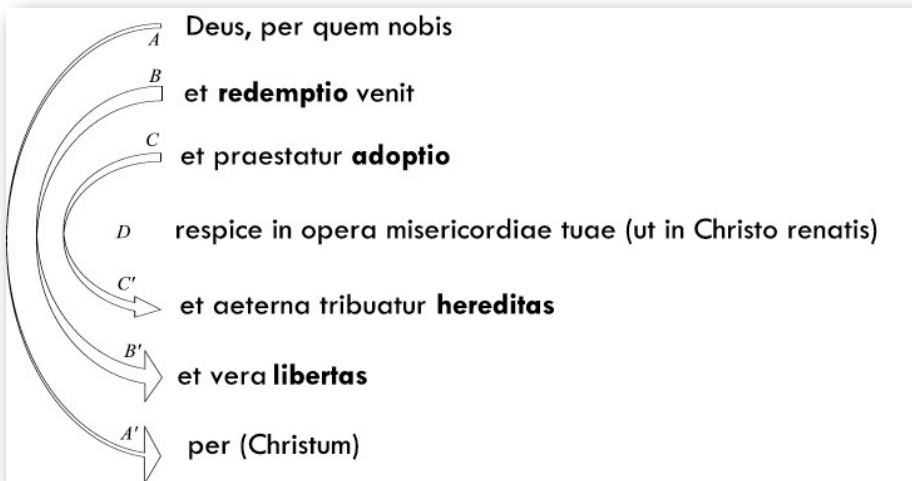 A Deus, per quem nobis
B et redemptio venit
C et praestatur adoptio
D respice in opera misericordiae tuae (ut in Christo renatis)
C' et aeterna tribuatur hereditas
B' et vera libertas
A' per (Christum)